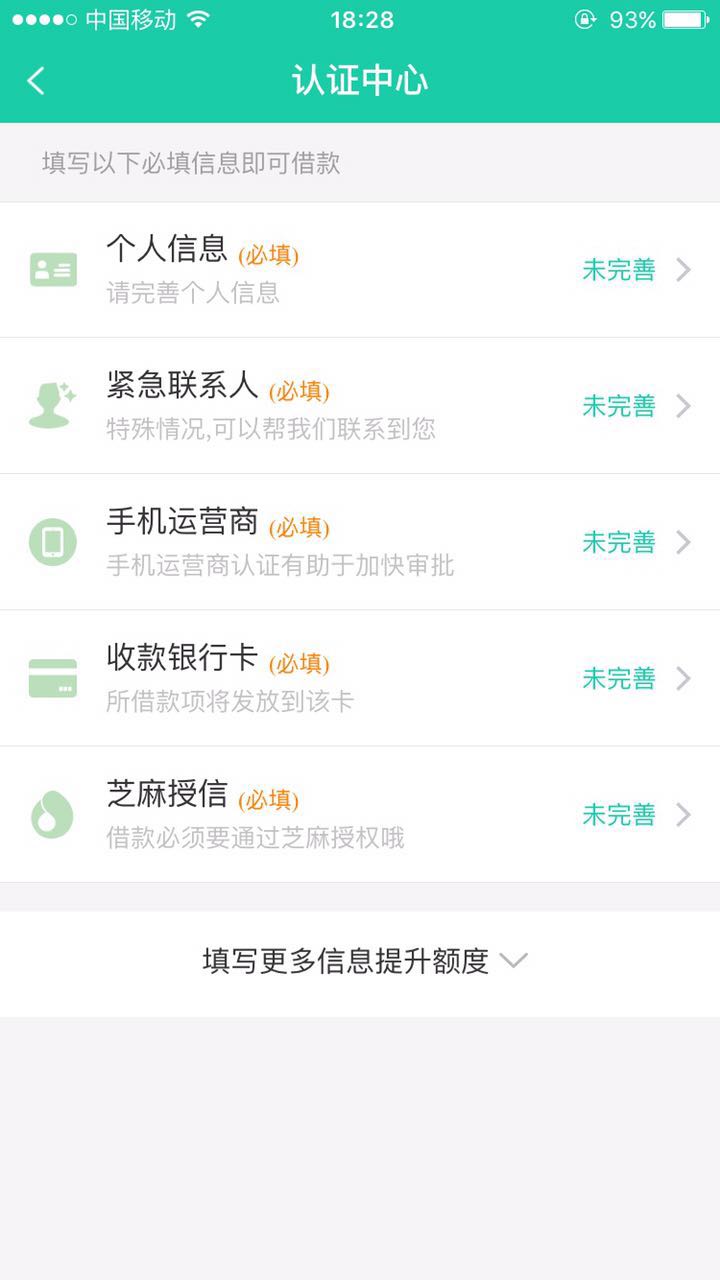 中国移动 18:28 93%
认证中心
填写以下必填信息即可借款
个人信息 (必填)
请完善个人信息
未完善
紧急联系人 (必填)
特殊情况,可以帮我们联系到您
未完善
手机运营商 (必填)
手机运营商认证有助于加快审批
未完善
收款银行卡 (必填)
所借款项将发放到该卡
未完善
芝麻授信 (必填)
借款必须要通过芝麻授权哦
未完善
填写更多信息提升额度